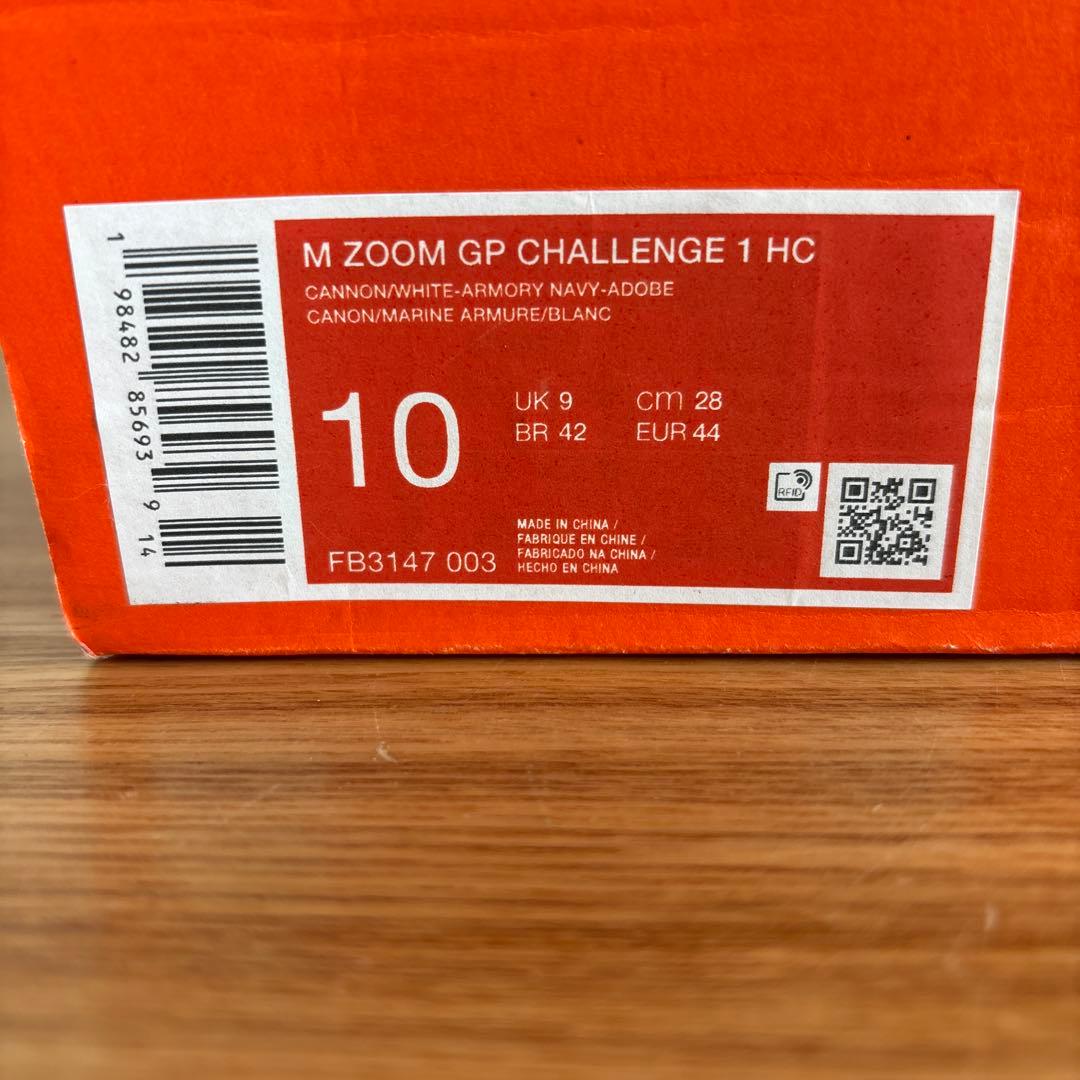 1 98482 85693 9 14
M ZOOM GP CHALLENGE 1 HC
CANNON/WHITE-ARMORY NAVY-ADOBE
CANON/MARINE ARMURE/BLANC
10
UK 9 cm 28
BR 42 EUR 44
RFID
MADE IN CHINA /
FABRIQUE EN CHINE /
FABRICADO NA CHINA /
HECHO EN CHINA
FB3147 003